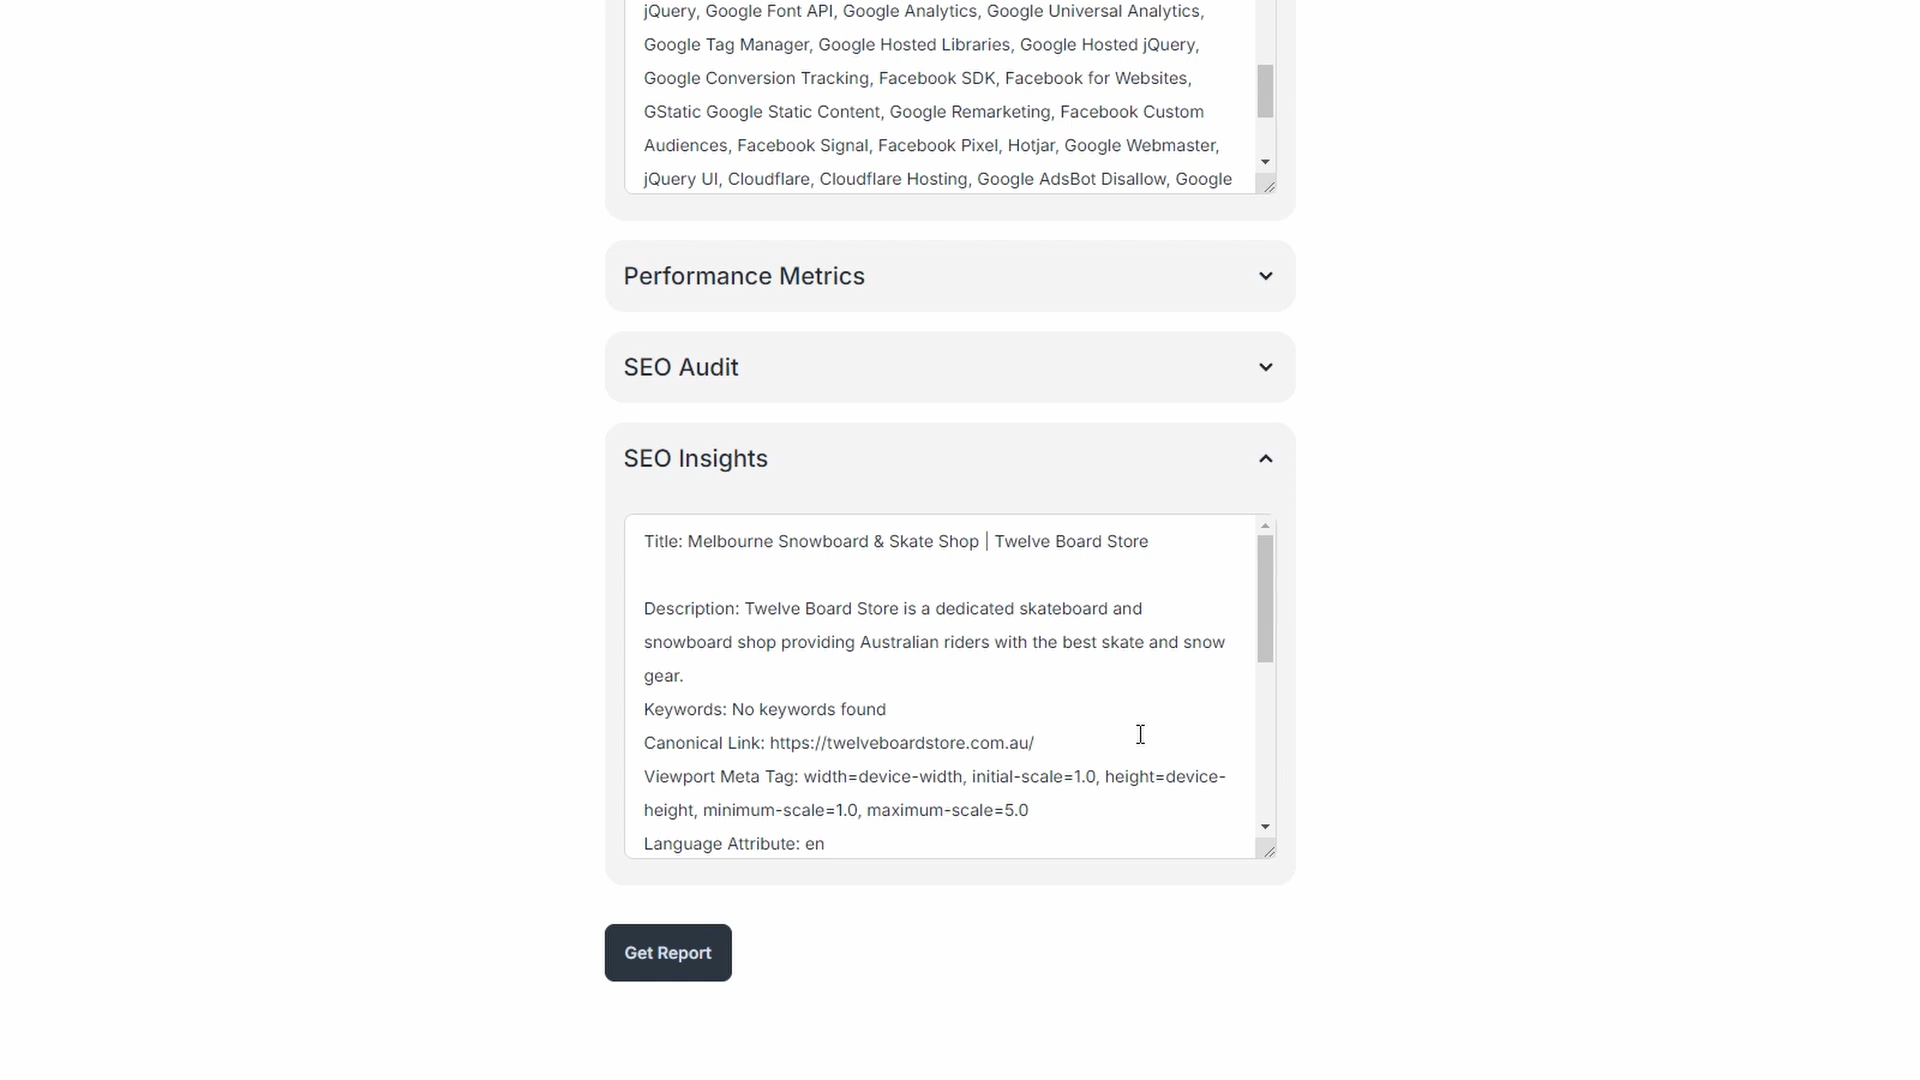 jQuery, Google Font API, Google Analytics, Google Universal Analytics,
Google Tag Manager, Google Hosted Libraries, Google Hosted jQuery,
Google Conversion Tracking, Facebook SDK, Facebook for Websites,
GStatic Google Static Content, Google Remarketing, Facebook Custom
Audiences, Facebook Signal, Facebook Pixel, Hotjar, Google Webmaster,
jQuery UI, Cloudflare, Cloudflare Hosting, Google AdsBot Disallow, Google
Performance Metrics
SEO Audit
SEO Insights
Title: Melbourne Snowboard & Skate Shop | Twelve Board Store
Description: Twelve Board Store is a dedicated skateboard and
snowboard shop providing Australian riders with the best skate and snow
gear.
Keywords: No keywords found
Canonical Link: https://twelveboardstore.com.au/
Viewport Meta Tag: width=device-width, initial-scale=1.0, height=device-
height, minimum-scale=1.0, maximum-scale=5.0
Language Attribute: en
Get Report